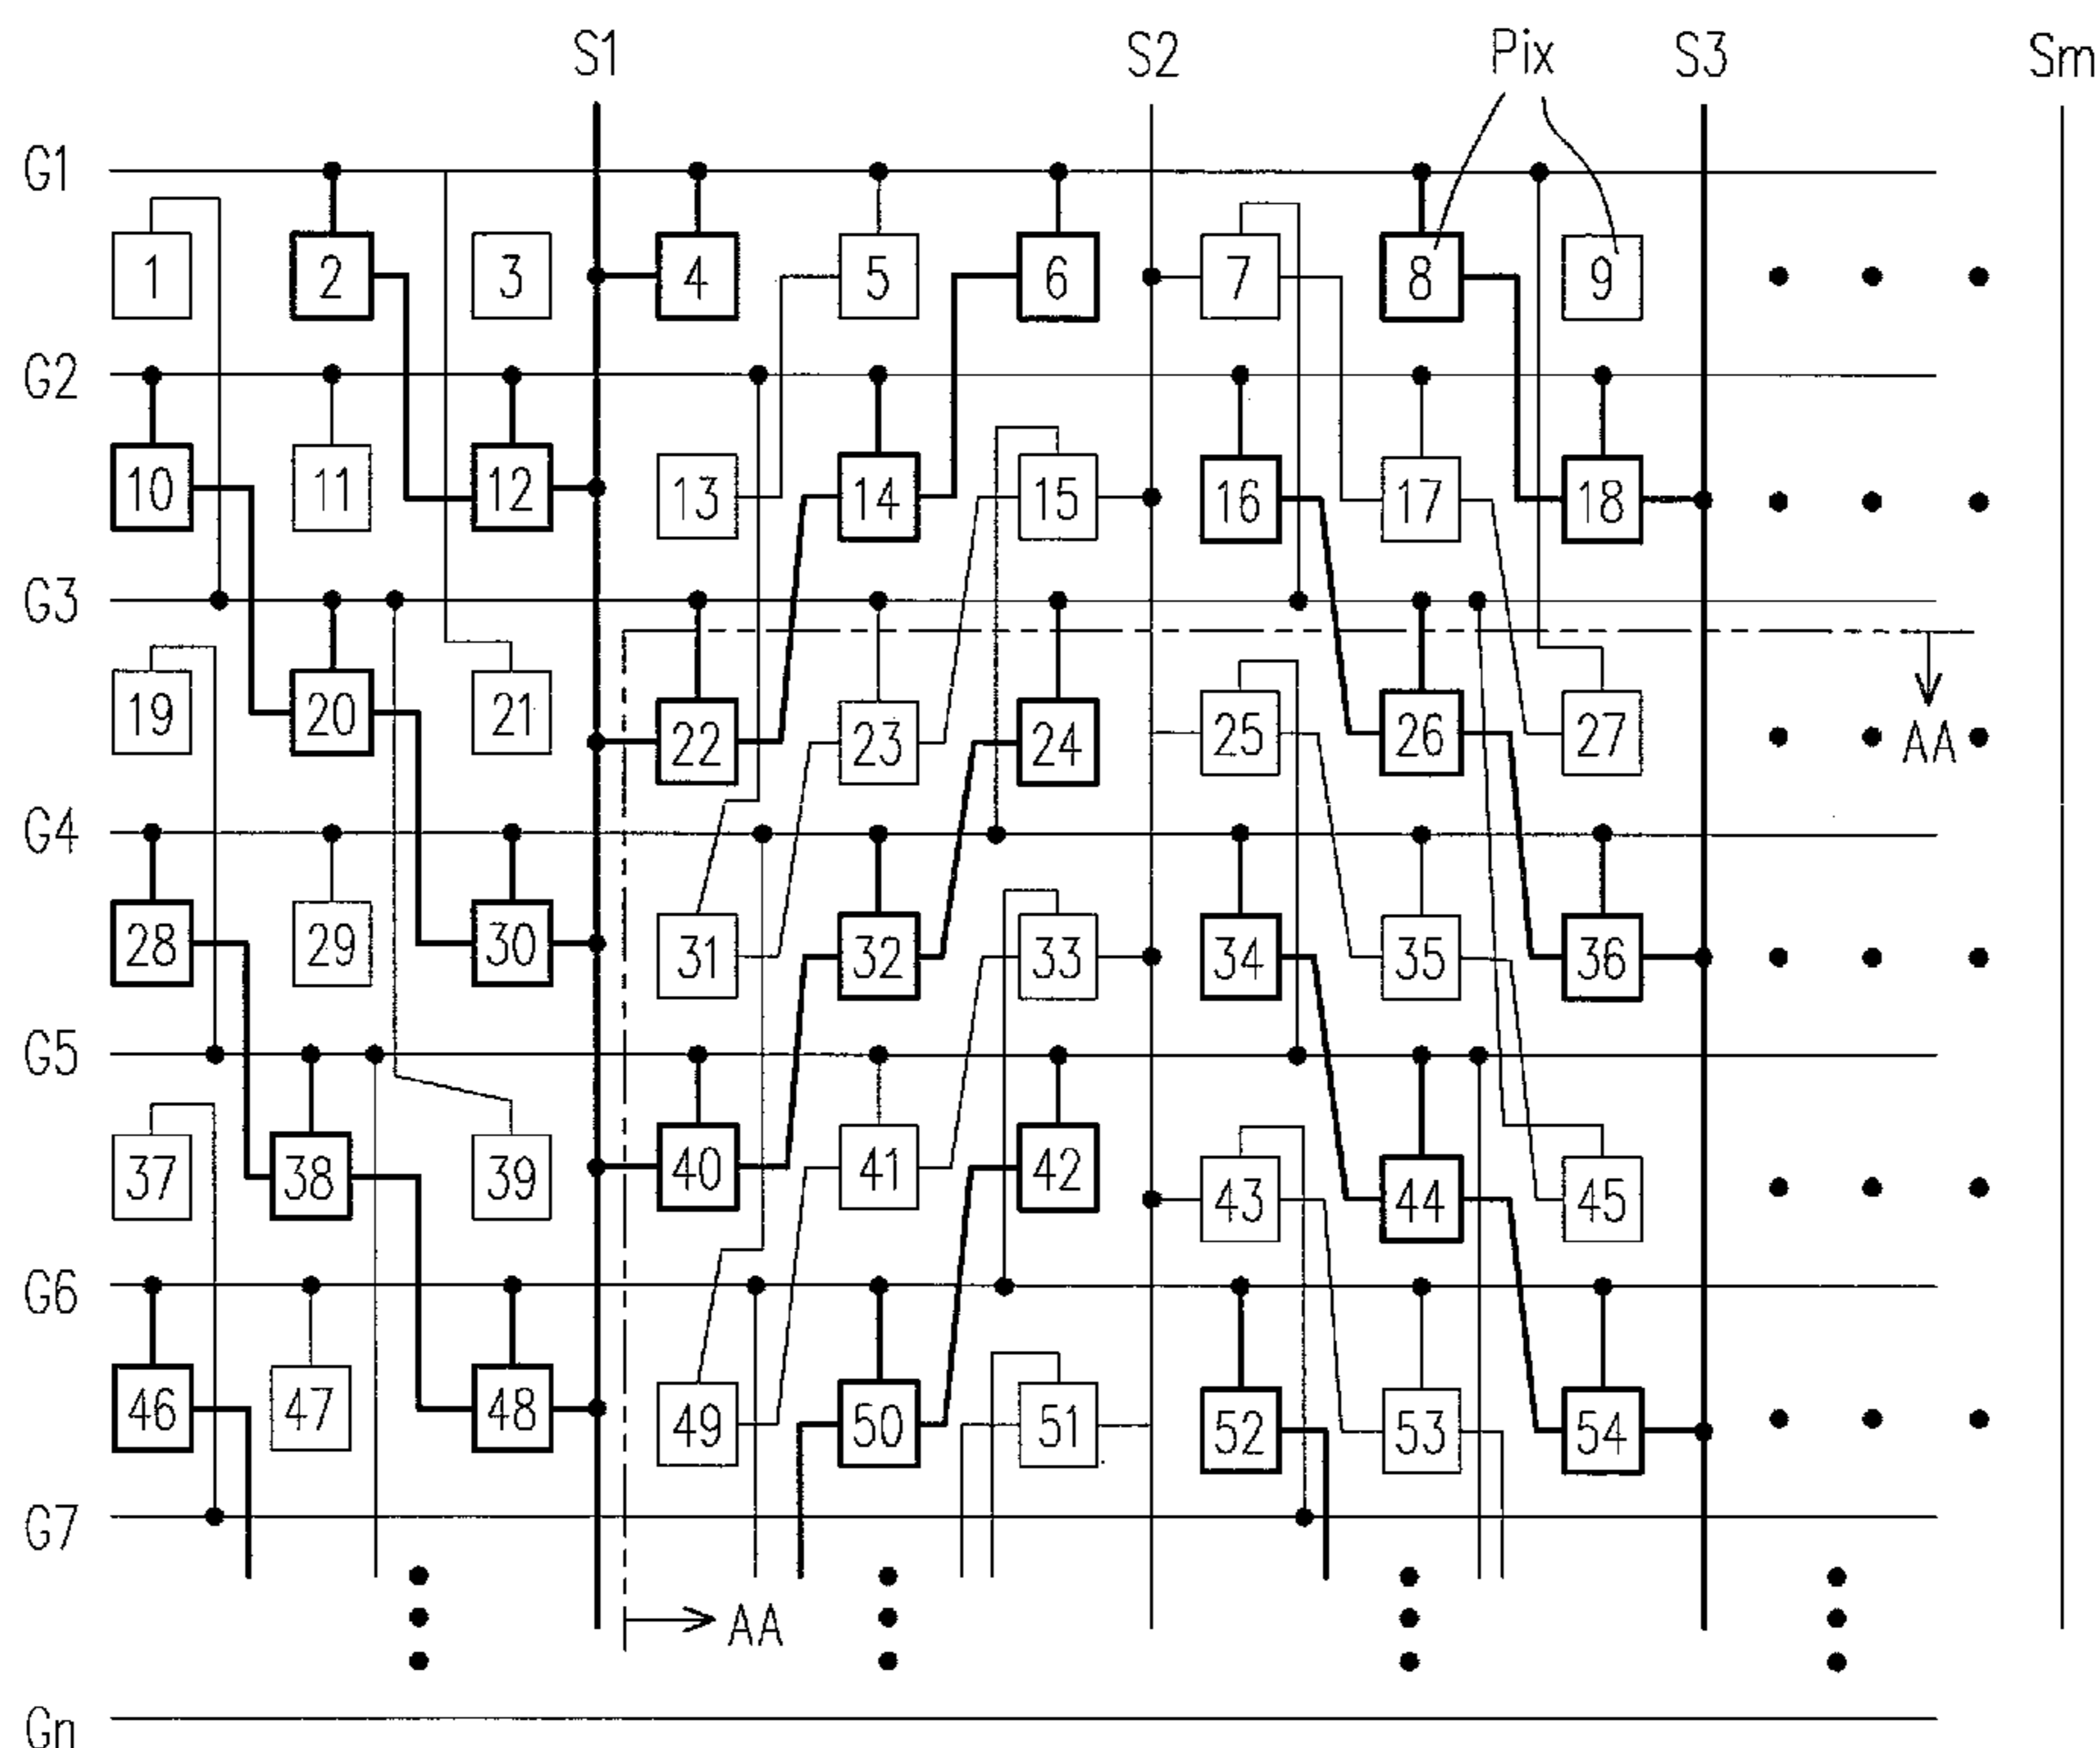 S1 S2 Pix S3 Sm
G1
1 2 3 4 5 6 7 8 9
G2
10 11 12 13 14 15 16 17 18
G3
19 20 21 22 23 24 25 26 27 AA
G4
28 29 30 31 32 33 34 35 36
G5
37 38 39 40 41 42 43 44 45
G6
46 47 48 49 50 51 52 53 54
G7
AA
Gn